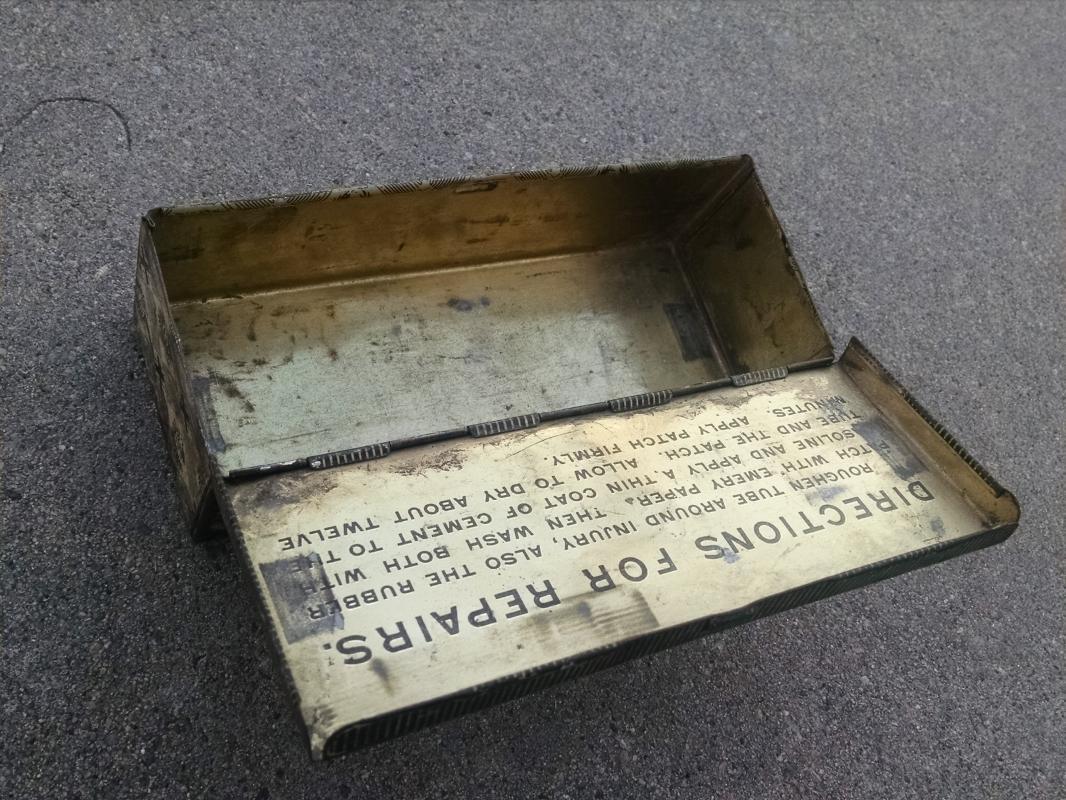 DIRECTIONS FOR REPAIRS.
ROUGHEN TUBE AROUND INJURY, ALSO THE RUBBER
PATCH WITH EMERY PAPER. THEN WASH BOTH WITH
GASOLINE AND APPLY A THIN COAT OF CEMENT TO THE
TUBE AND THE PATCH. ALLOW TO DRY ABOUT TWELVE
MINUTES. APPLY PATCH FIRMLY